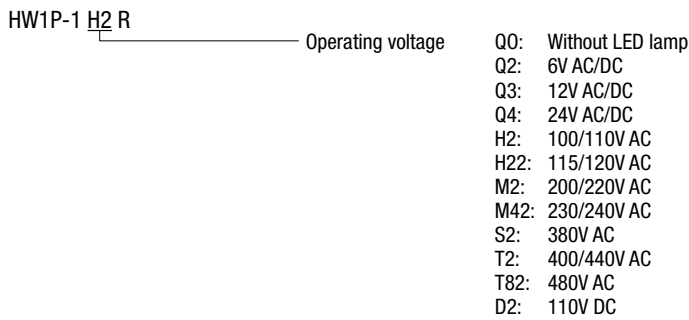 HW1P-1 H2 R
Operating voltage Q0: Without LED lamp
Q2: 6V AC/DC
Q3: 12V AC/DC
Q4: 24V AC/DC
H2: 100/110V AC
H22: 115/120V AC
M2: 200/220V AC
M42: 230/240V AC
S2: 380V AC
T2: 400/440V AC
T82: 480V AC
D2: 110V DC